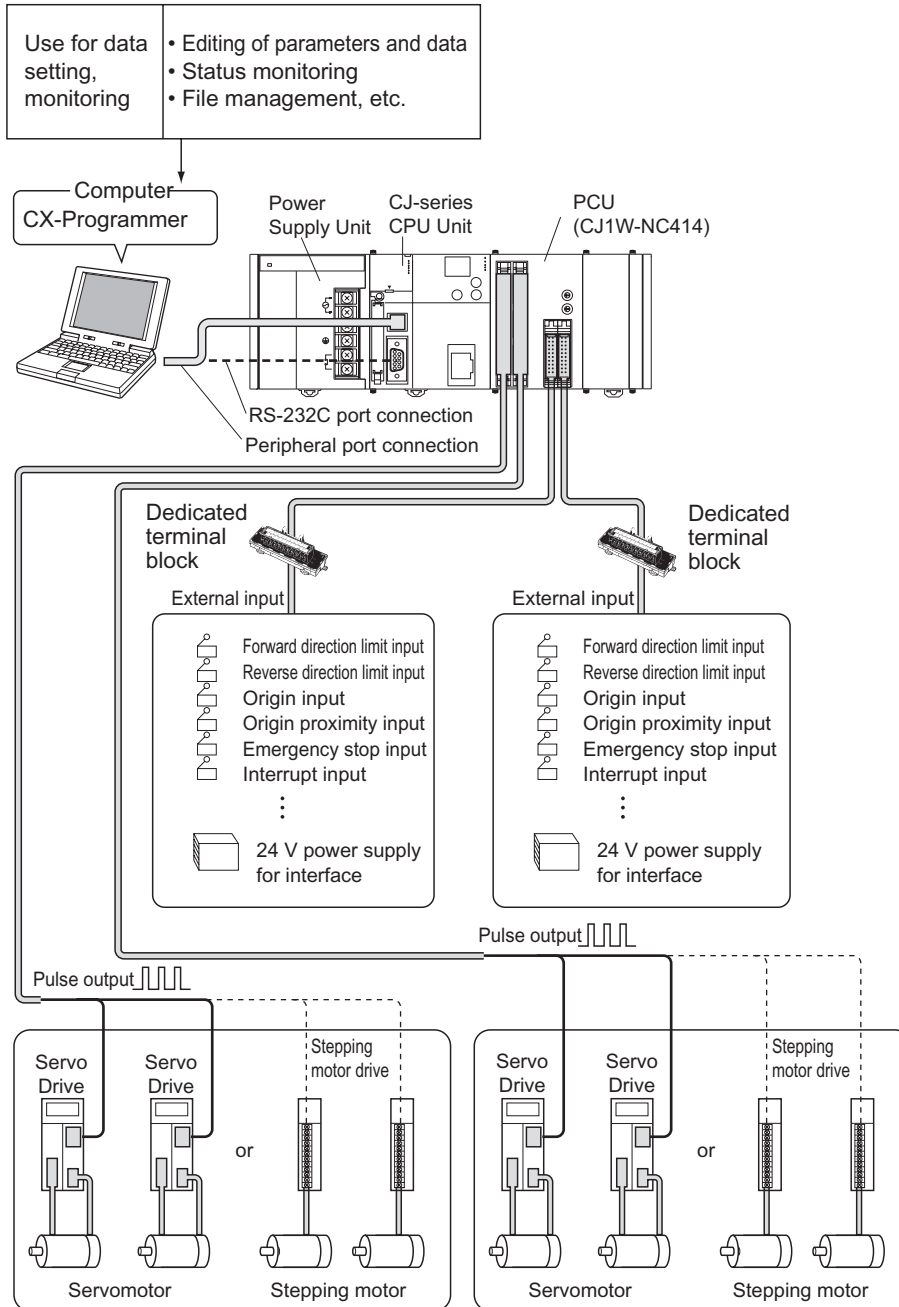 Use for data
setting,
monitoring
• Editing of parameters and data
• Status monitoring
• File management, etc.
Computer
CX-Programmer
Power
Supply Unit
CJ-series
CPU Unit
PCU
(CJ1W-NC414)
RS-232C port connection
Peripheral port connection
Dedicated
terminal
block
Dedicated
terminal
block
External input
Forward direction limit input
Reverse direction limit input
Origin input
Origin proximity input
Emergency stop input
Interrupt input
24 V power supply
for interface
External input
Forward direction limit input
Reverse direction limit input
Origin input
Origin proximity input
Emergency stop input
Interrupt input
24 V power supply
for interface
Pulse output
Pulse output
Servo
Drive
Servo
Drive
or
Stepping
motor drive
Servomotor
Stepping motor
Servo
Drive
Servo
Drive
or
Stepping
motor drive
Servomotor
Stepping motor